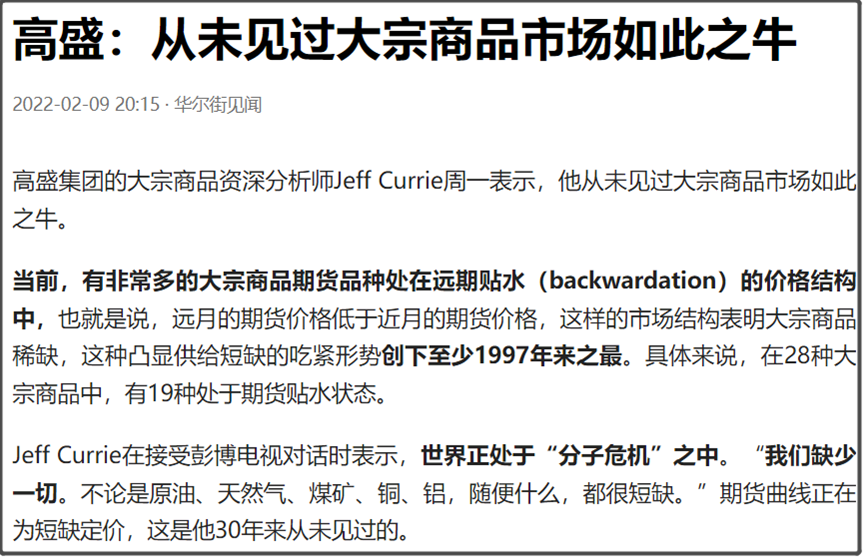 高盛：从未见过大宗商品市场如此之牛
2022-02-09 20:15 · 华尔街见闻
高盛集团的大宗商品资深分析师Jeff Currie周一表示，他从未见过大宗商品市场如此
之牛。
当前，有非常多的大宗商品期货品种处在远期贴水（backwardation）的价格结构
中，也就是说，远月的期货价格低于近月的期货价格，这样的市场结构表明大宗商品
稀缺，这种凸显供给短缺的吃紧形势创下至少1997年来之最。具体来说，在28种大
宗商品中，有19种处于期货贴水状态。
Jeff Currie在接受彭博电视对话时表示，世界正处于“分子危机”之中。“我们缺少
一切。不论是原油、天然气、煤矿、铜、铝，随便什么，都很短缺。”期货曲线正在
为短缺定价，这是他30年来从未见过的。